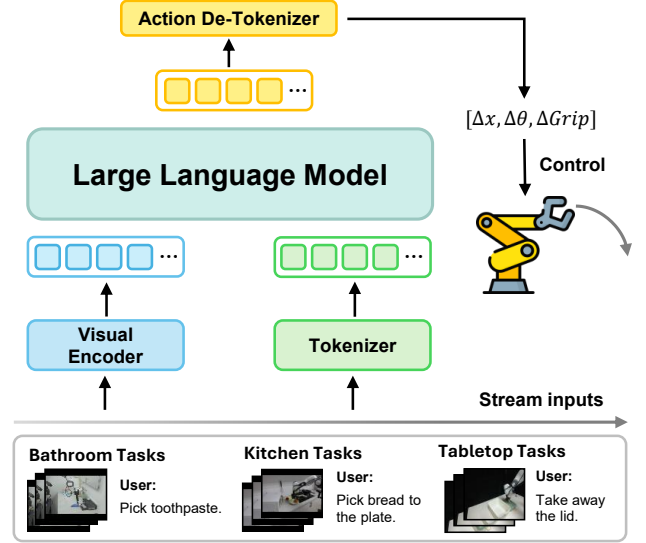 Action De-Tokenizer
...
[Δx, Δθ, ΔGrip]
Control
Large Language Model
...
...
Visual
Encoder
Tokenizer
Stream inputs
Bathroom Tasks
User:
Pick toothpaste.
Kitchen Tasks
User:
Pick bread to
the plate.
Tabletop Tasks
User:
Take away
the lid.